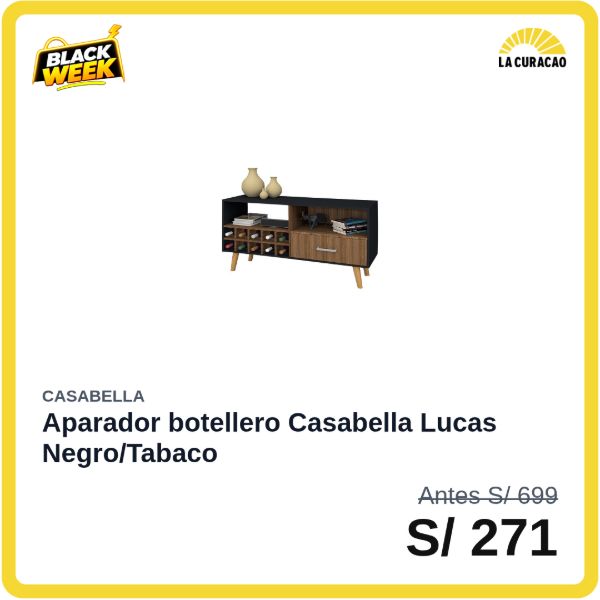 BLACK
WEEK
LA CURACAO
CASABELLA
Aparador botellero Casabella Lucas
Negro/Tabaco
Antes S/ 699
S/ 271